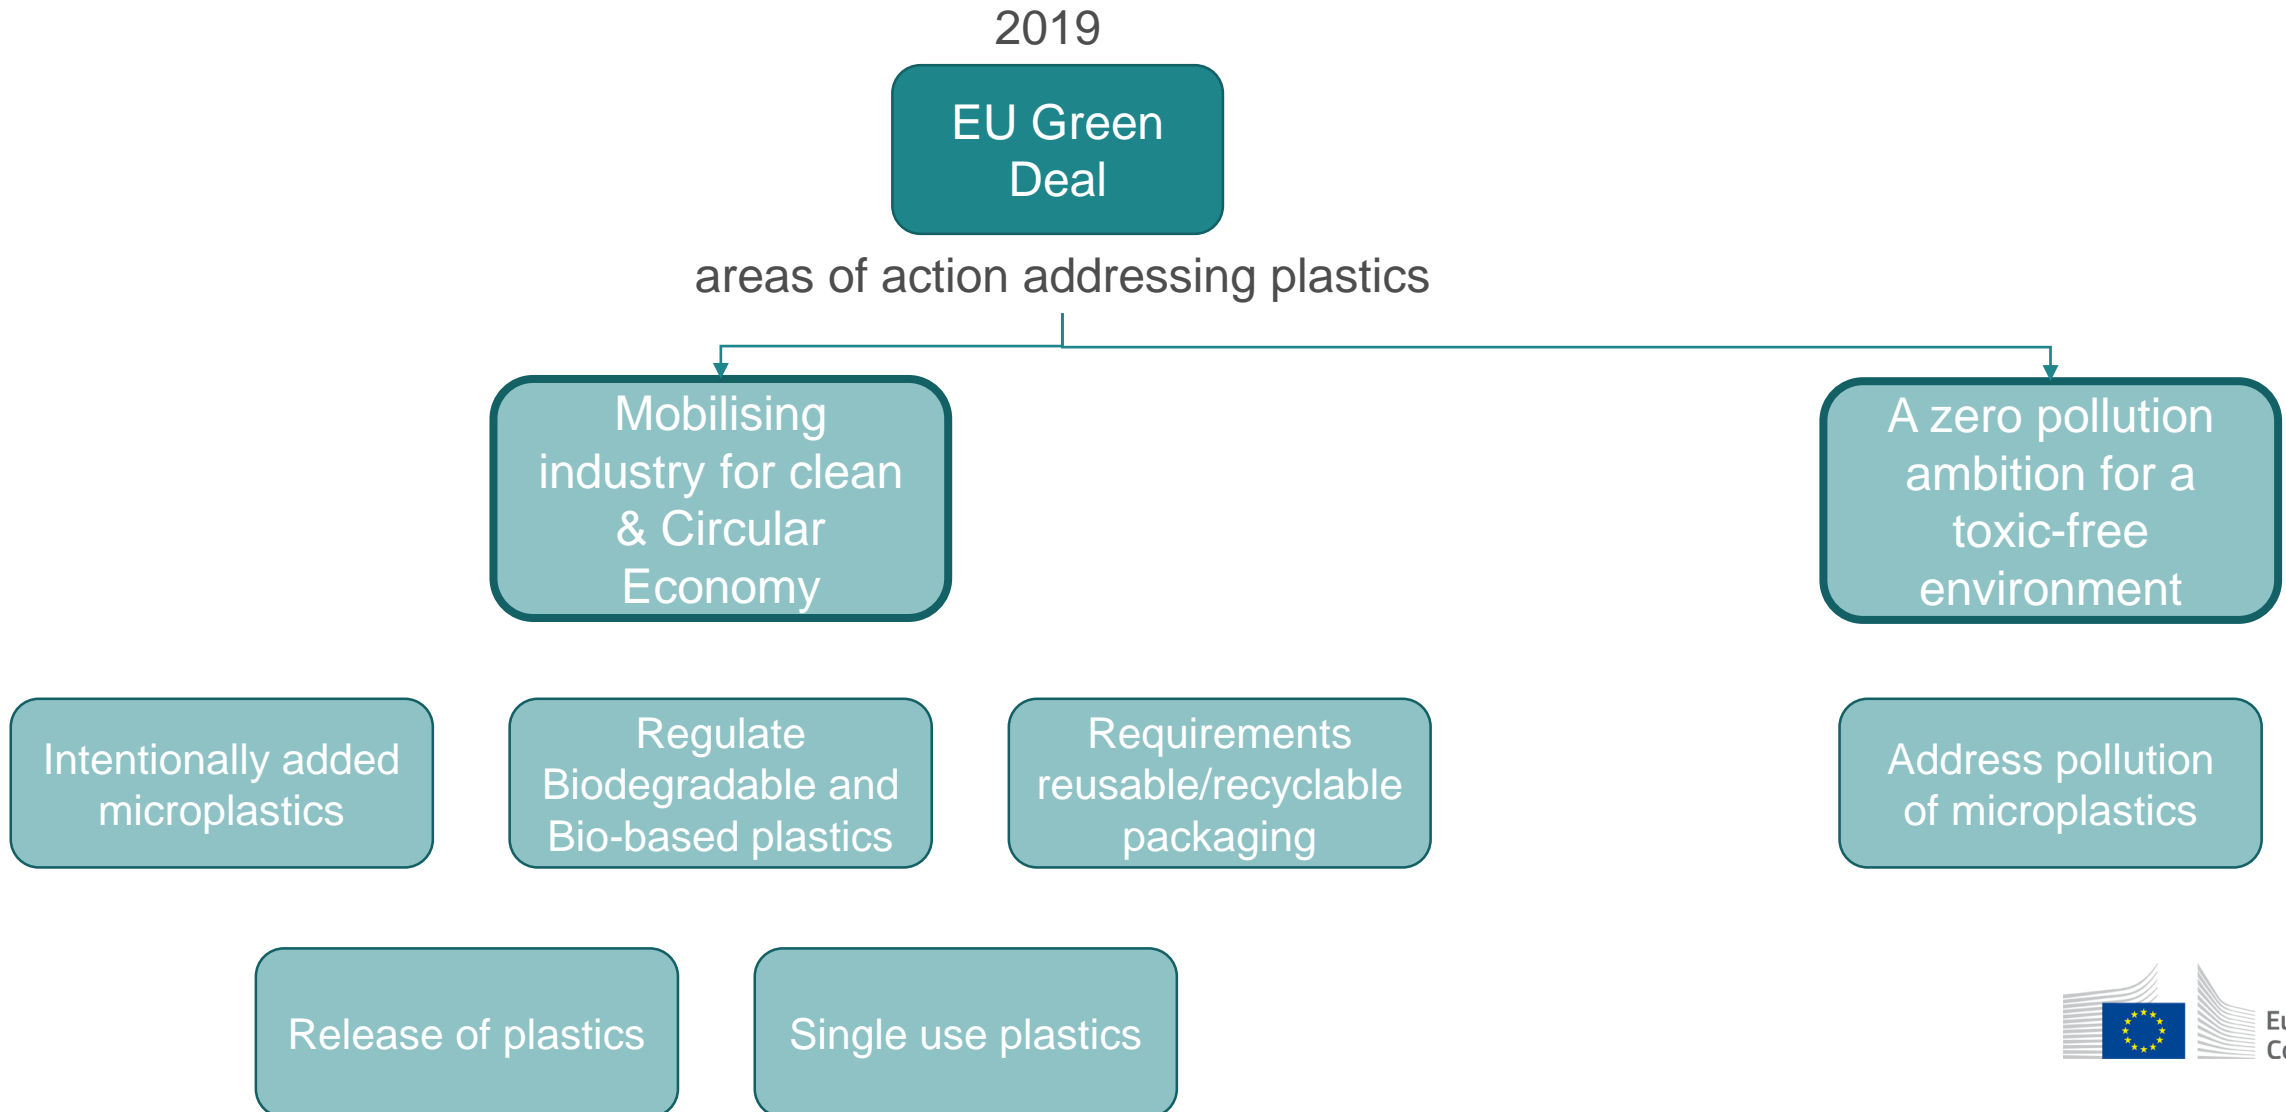 2019
EU Green
Deal
areas of action addressing plastics
Mobilising
industry for clean
& Circular
Economy
A zero pollution
ambition for a
toxic-free
environment
Intentionally added
microplastics
Regulate
Biodegradable and
Bio-based plastics
Requirements
reusable/recyclable
packaging
Address pollution
of microplastics
Release of plastics
Single use plastics